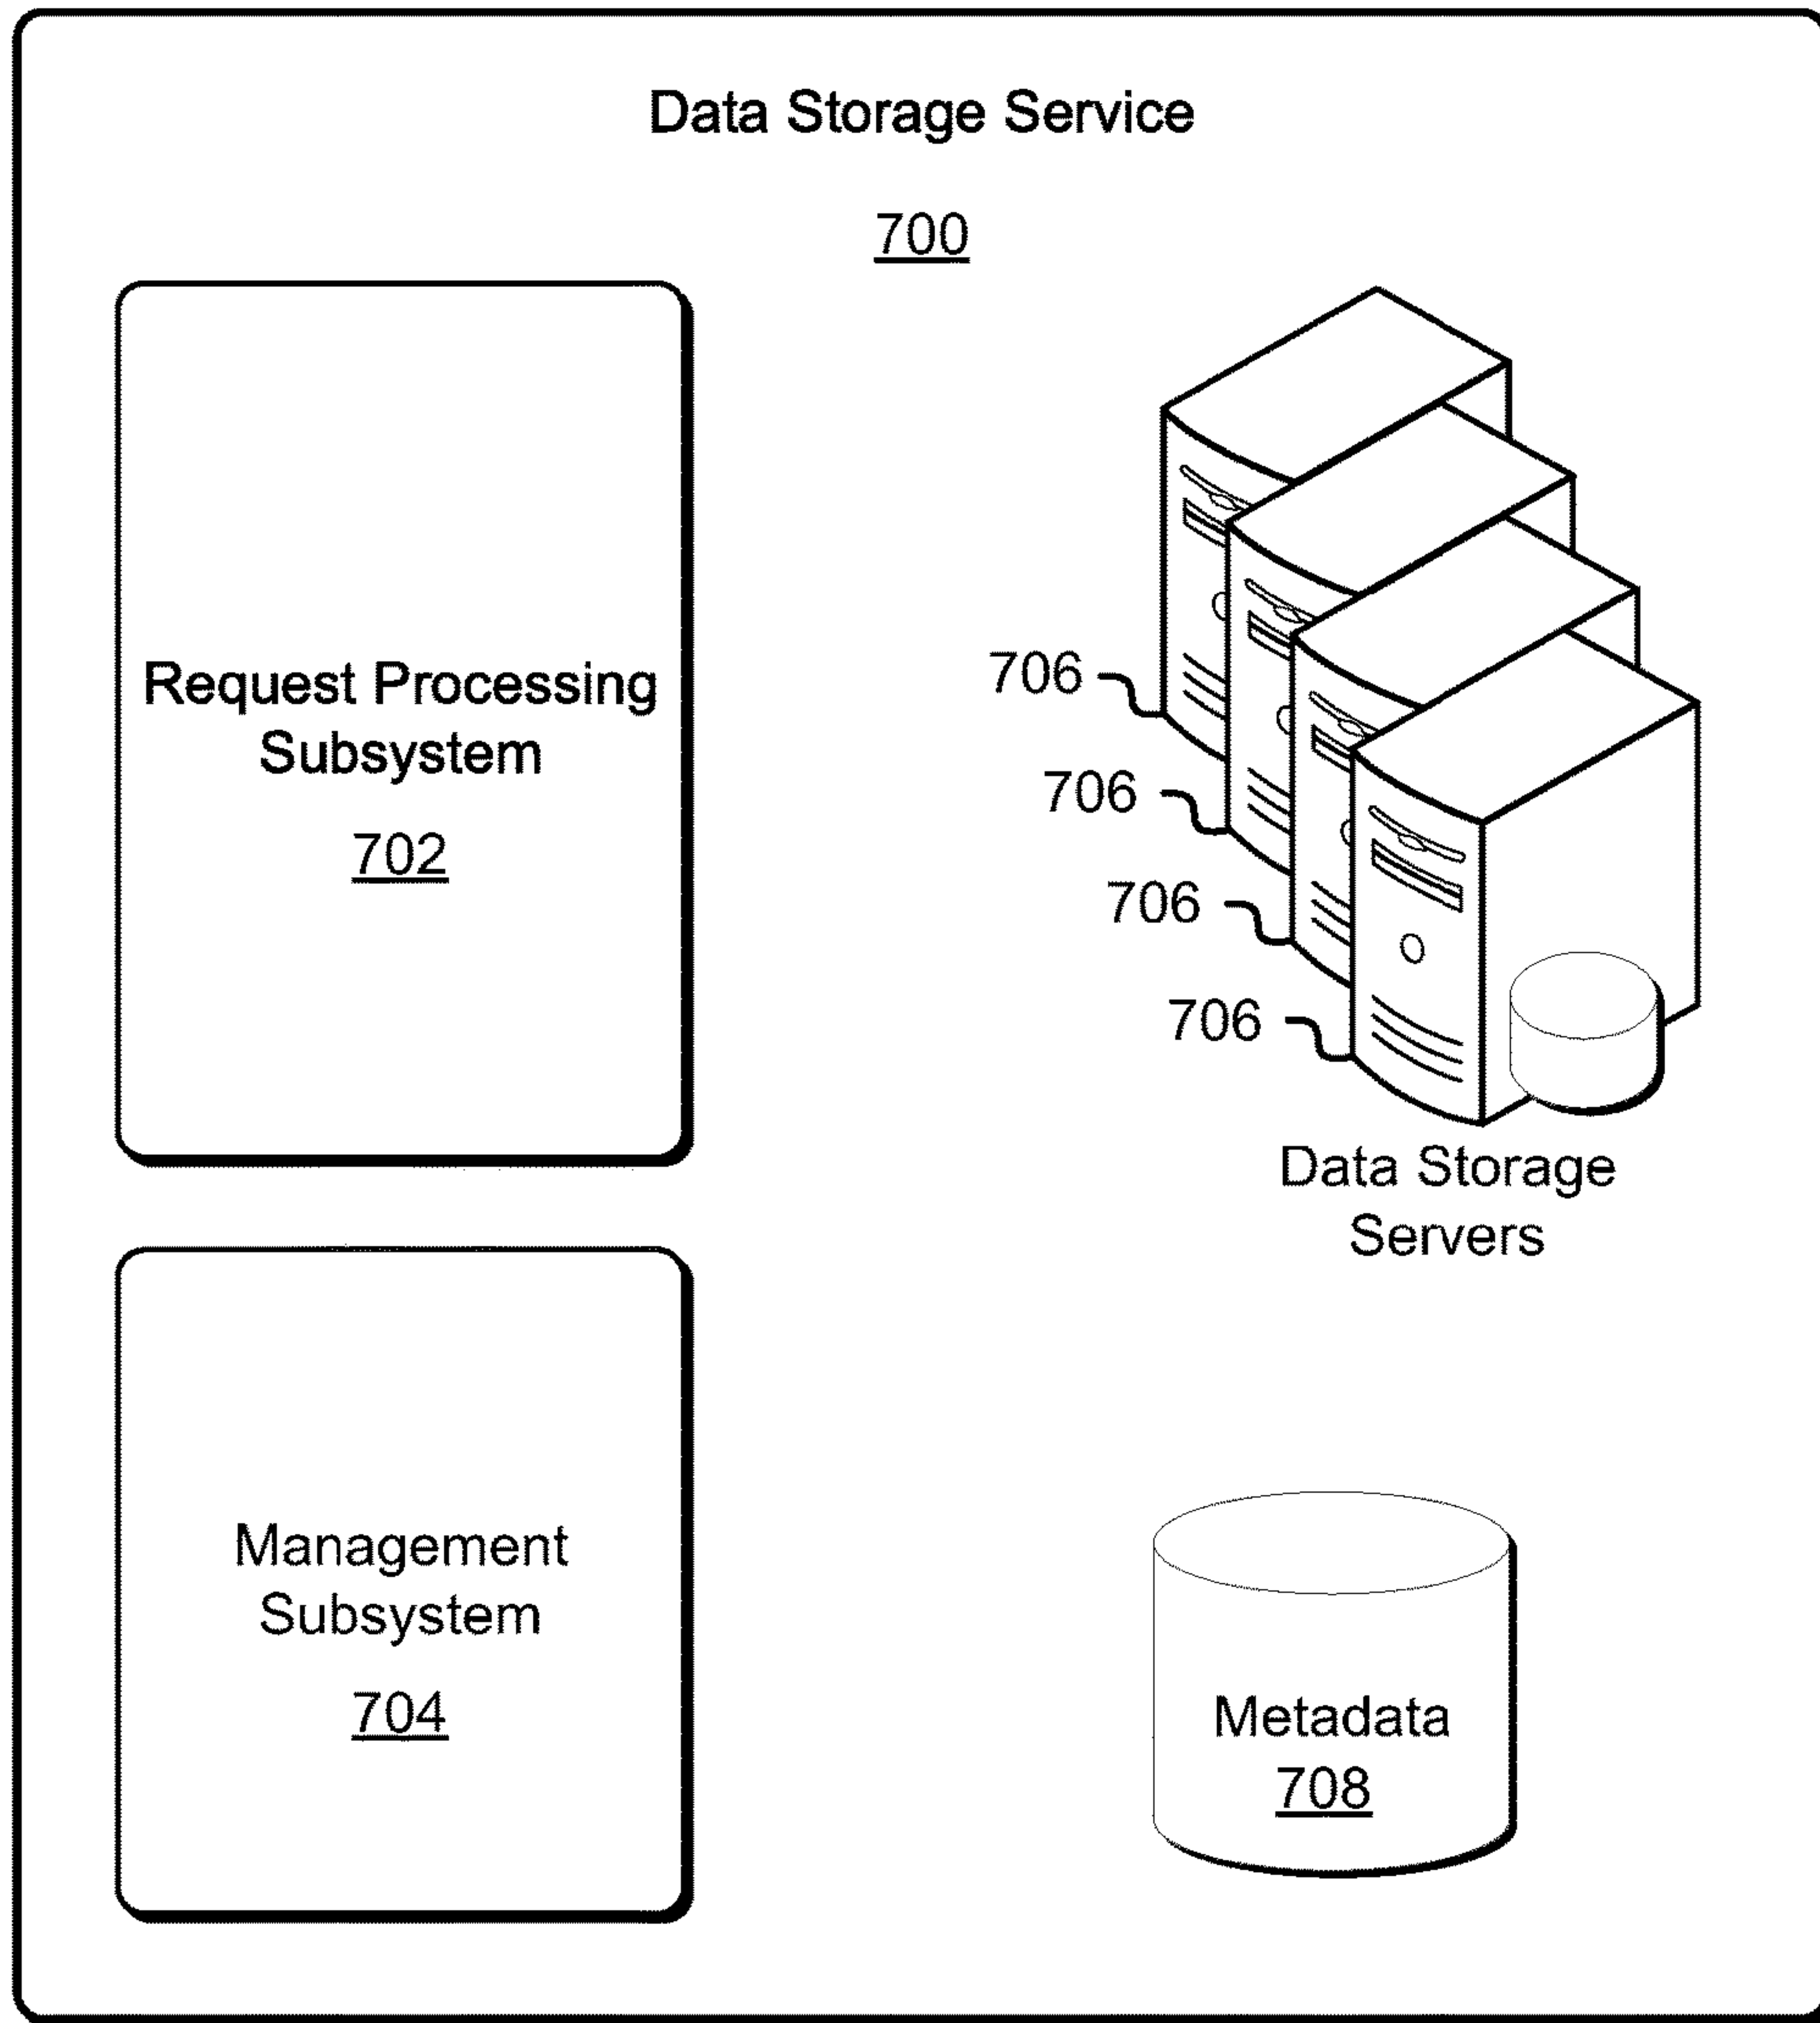 Data Storage Service
700
Request Processing
Subsystem
702
706
706
706
706
Data Storage
Servers
Management
Subsystem
704
Metadata
708